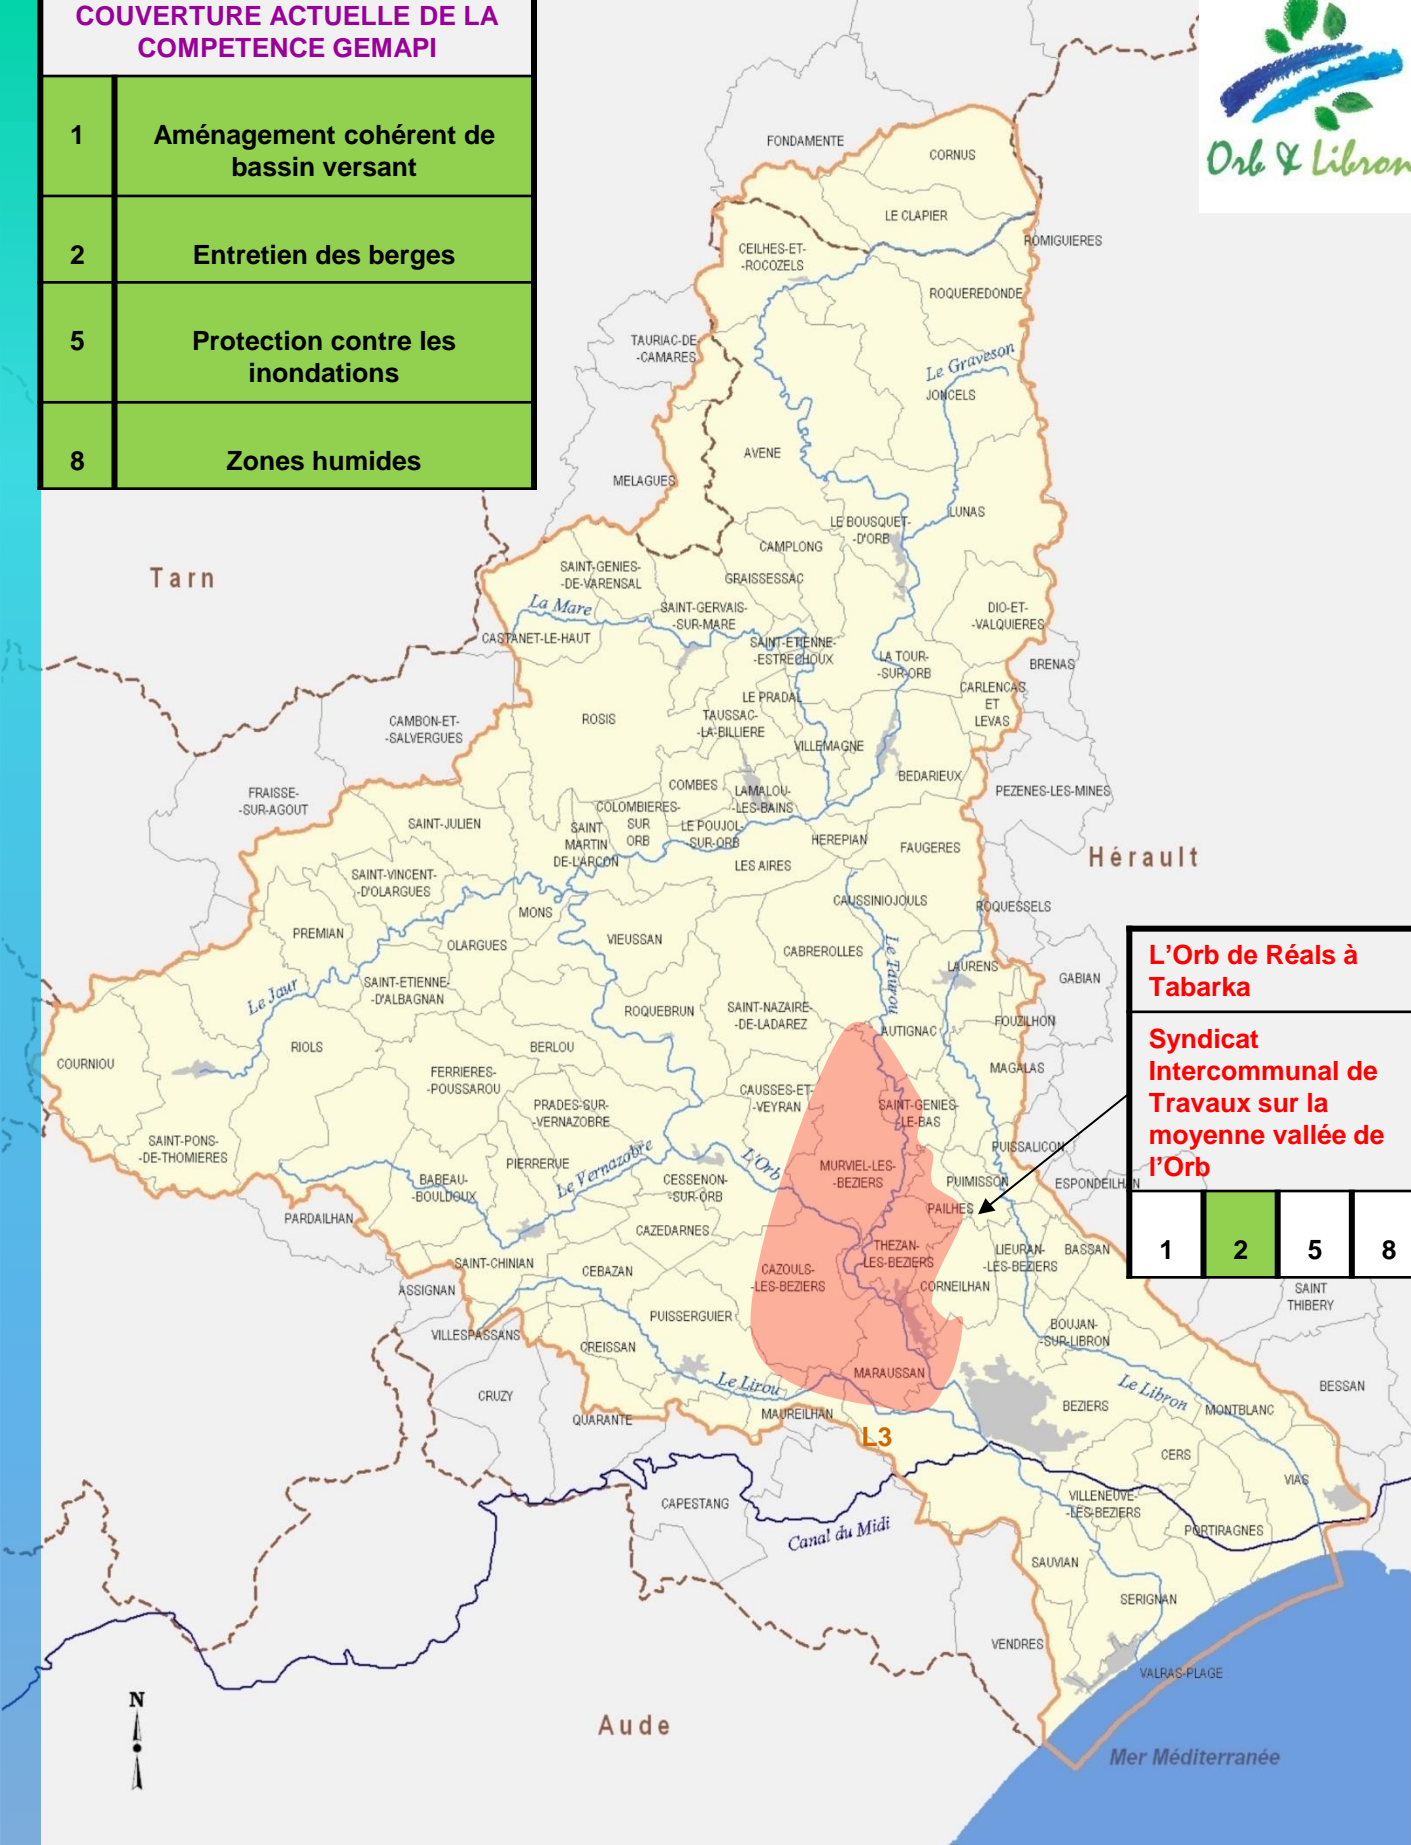 COUVERTURE ACTUELLE DE LA
COMPETENCE GEMAPI
1
Aménagement cohérent de
bassin versant
2
Entretien des berges
5
Protection contre les
inondations
8
Zones humides
Orb & Libron
FONDAMENTE
CORNUS
LE CLAPIER
ROMIGUIERES
CEILHES-ET-
-ROCOZELS
ROQUEREDONDE
TAURIAC-DE-
-CAMARES
Le Graveson
JONCELS
AVENE
MELAGUES
LUNAS
LE BOUSQUET-
-D'ORB
CAMPLONG
Tarn
SAINT-GENIES-
-DE-VARENSAL
GRAISSESSAC
La Mare
SAINT-GERVAIS-
-SUR-MARE
DIO-ET-
-VALQUIERES
CASTANET-LE-HAUT
SAINT-ETIENNE-
-ESTRECHOUX
LA TOUR-
-SUR-ORB
BRENAS
LE PRADAL
CARLENCAS
ET
LEVAS
CAMBON-ET-
-SALVERGUES
ROSIS
TAUSSAC-
-LA-BILLIERE
VILLEMAGNE
BEDARIEUX
FRAISSE-
-SUR-AGOUT
COMBES
LAMALOU-
-LES-BAINS
PEZENES-LES-MINES
SAINT-JULIEN
COLOMBIERES-
SUR
ORB
SAINT
MARTIN
DE-L'ARCON
LE POUJOL-
-SUR-ORB
HEREPIAN
FAUGERES
Hérault
LES AIRES
SAINT-VINCENT-
-D'OLARGUES
CAUSSINIOJOULS
ROQUESSELS
MONS
PREMIAN
OLARGUES
VIEUSSAN
CABREROLLES
Le Taurou
LAURENS
GABIAN
L'Orb de Réals à
Tabarka
Le Jaur
SAINT-ETIENNE-
-D'ALBAGNAN
ROQUEBRUN
SAINT-NAZAIRE-
-DE-LADAREZ
AUTIGNAC
FOUZILHON
RIOLS
BERLOU
COURNIOU
FERRIERES-
-POUSSAROU
MAGALAS
Syndicat
Intercommunal de
Travaux sur la
moyenne vallée de
l'Orb
PRADES-SUR-
-VERNAZOBRE
CAUSSES-ET-
-VEYRAN
SAINT-GENIES-
-LE-BAS
SAINT-PONS-
-DE-THOMIERES
PUISSALICON
PIERRERUE
Le Vernazobre
L'Orb
MURVIEL-LES-
-BEZIERS
BABEAU-
-BOULDOUX
CESSENON-
-SUR-ORB
PUIMISSON
ESPONDEILHAN
PARDAILHAN
PAILHES
CAZEDARNES
1 2 5 8
SAINT-CHINIAN
CEBAZAN
CAZOULS-
-LES-BEZIERS
THEZAN-
-LES-BEZIERS
LIEURAN-
-LES-BEZIERS
BASSAN
ASSIGNAN
CORNEILHAN
SAINT
THIBERY
PUISSERGUIER
VILLESPASSANS
CREISSAN
BOUJAN-
-SUR-LIBRON
MARAUSSAN
Le Lirou
Le Libron
CRUZY
BESSAN
QUARANTE
MAUREILHAN
BEZIERS
MONTBLANC
L3
CERS
VIAS
CAPESTANG
VILLENEUVE-
-LES-BEZIERS
Canal du Midi
PORTIRAGNES
SAUVIAN
SERIGNAN
VENDRES
VALRAS-PLAGE
N
Aude
Mer Méditerranée